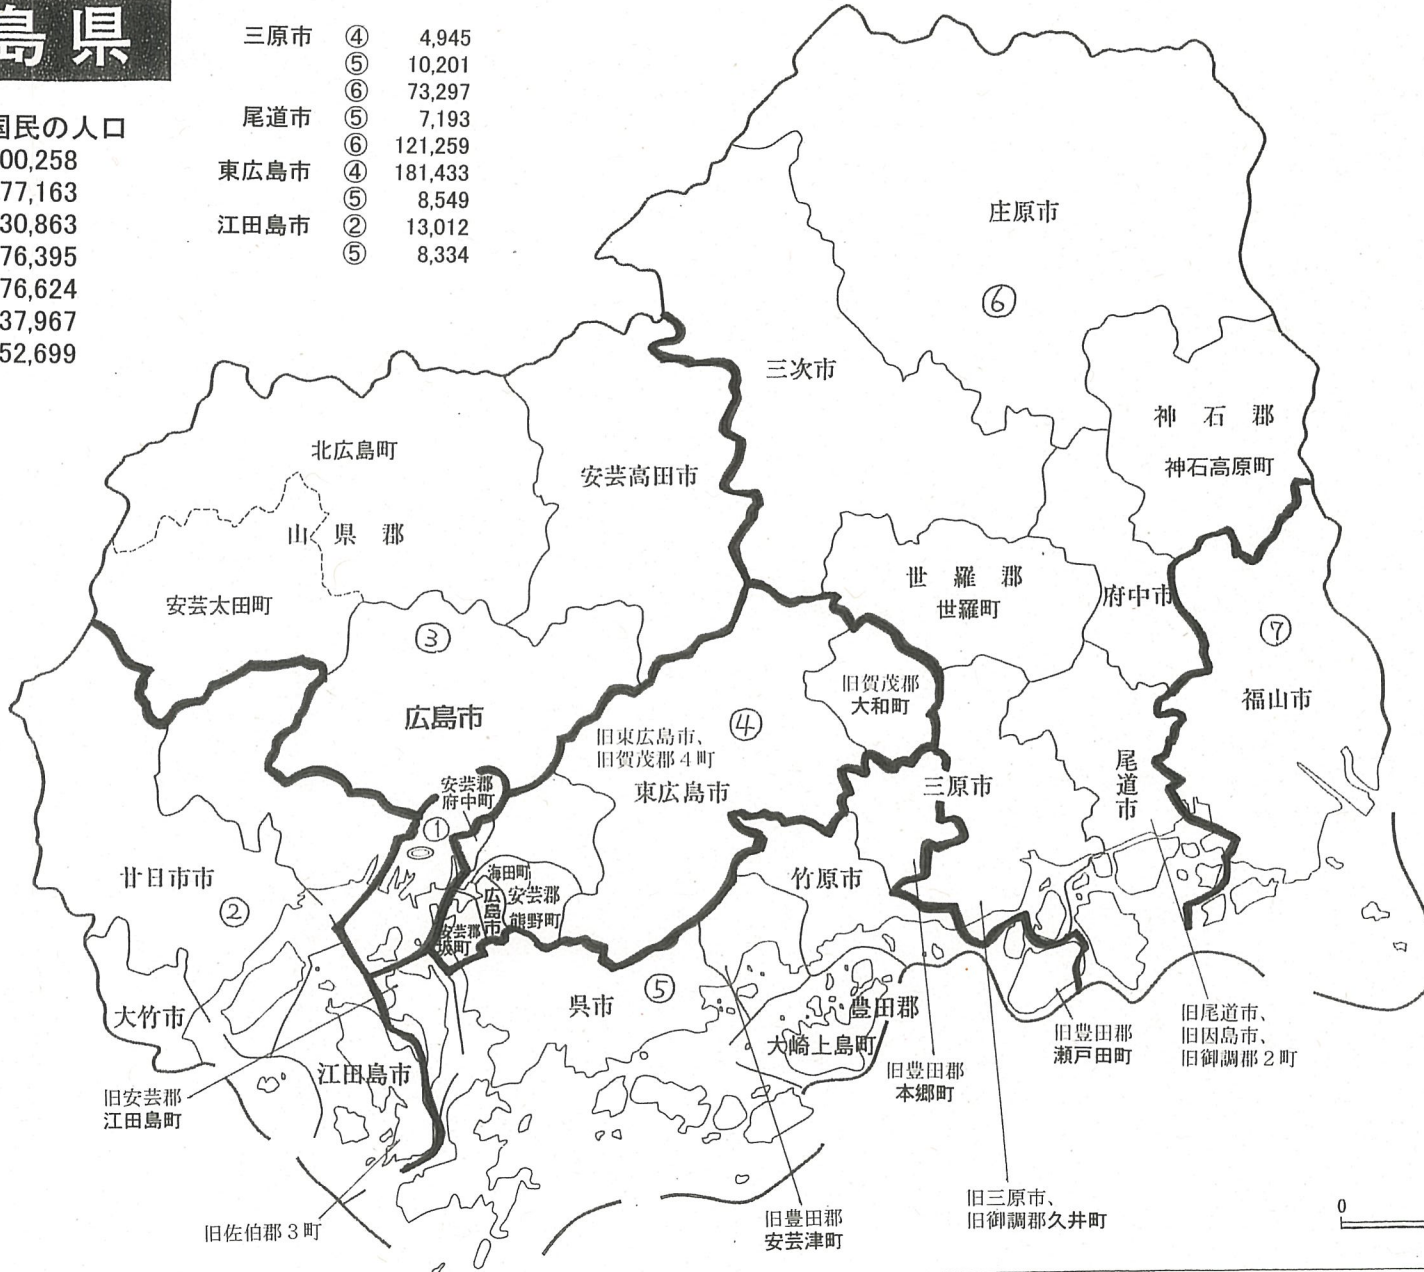 島県
国民の人口
00,258
77,163
30,863
76,395
76,624
37,967
52,699
三原市 ④ 4,945
⑤ 10,201
⑥ 73,297
尾道市 ⑤ 7,193
⑥ 121,259
東広島市 ④ 181,433
⑤ 8,549
江田島市 ② 13,012
⑤ 8,334
庄原市
⑥
三次市
神石郡
神石高原町
北広島町
安芸高田市
山県郡
安芸太田町
世羅郡
世羅町
府中市
③
⑦
広島市
福山市
旧賀茂郡
大和町
④
旧東広島市、
旧賀茂郡4町
東広島市
三原市
尾道市
安芸郡
府中町
①
海田町
広島市
安芸郡
熊野町
安芸郡
坂町
竹原市
廿日市市
②
大竹市
呉市
⑤
豊田郡
大崎上島町
江田島市
旧安芸郡
江田島町
旧豊田郡
本郷町
旧豊田郡
瀬戸田町
旧尾道市、
旧因島市、
旧御調郡2町
旧佐伯郡3町
旧豊田郡
安芸津町
旧三原市、
旧御調郡久井町
0